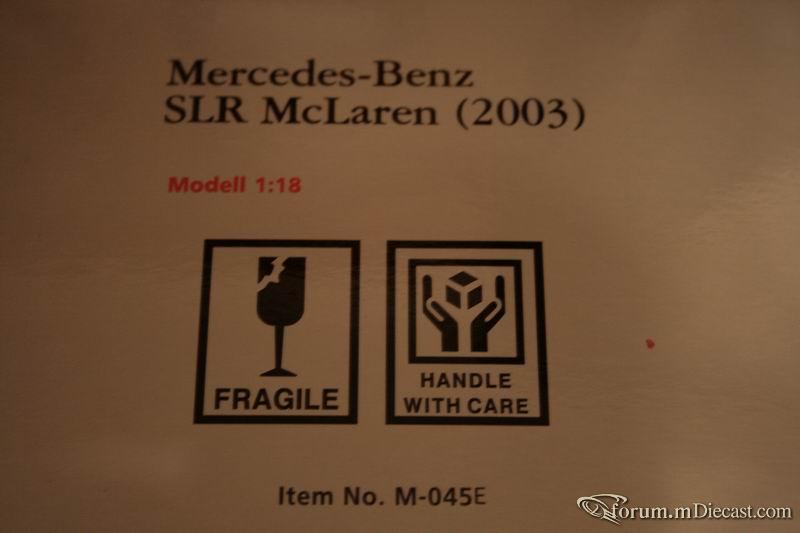 Mercedes-Benz
SLR McLaren (2003)
Modell 1:18
FRAGILE
HANDLE
WITH CARE
Item No. M-045E
forum.mDiecast.com